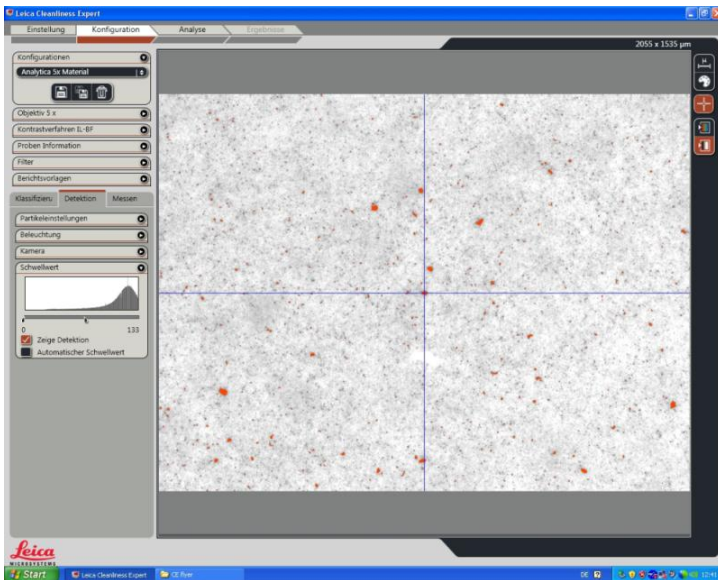 Leica Cleanliness Expert
Einstellung Konfiguration Analyse Ergebnisse
2055 x 1535 µm
Konfigurationen
Analytica 5x Material
Objektiv 5 x
Kontrastverfahren IL-BF
Proben Information
Filter
Berichtsvorlagen
Klassifizieru Detektion Messen
Partikeleinstellungen
Beleuchtung
Kamera
Schwellwert
0 133
Zeige Detektion
Automatischer Schwellwert
Leica
MICROSYSTEMS
Start Leica Cleanliness Expert CE flyer DE 12:41